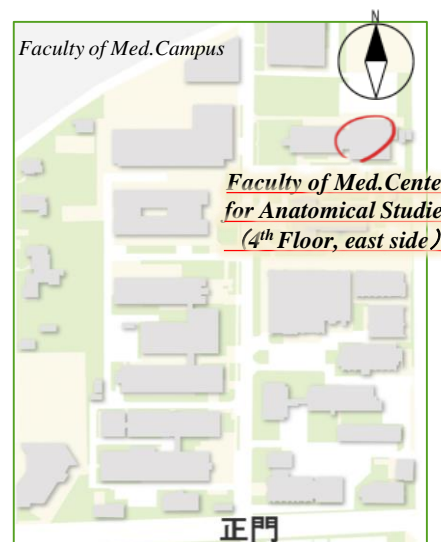 N
Faculty of Med.Campus
Faculty of Med.Cente
for Anatomical Studie
(4th Floor, east side)
正門